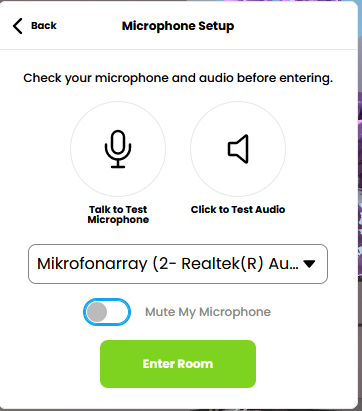 Back
Microphone Setup
Check your microphone and audio before entering.
Talk to Test
Microphone
Click to Test Audio
Mikrofonarray (2- Realtek(R) Au...
Mute My Microphone
Enter Room